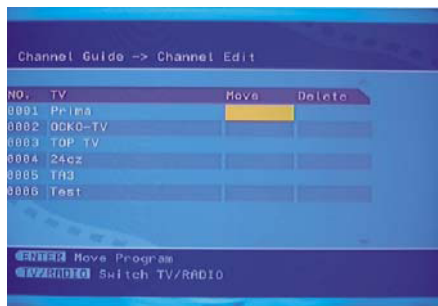 Channel Guide -> Channel Edit
NO. TV Move Delete
0001 Prima
0002 OCKO-TV
0003 TOP TV
0004 24cz
0005 TA3
0006 Test
ENTER Move Program
TV/RADIO Switch TV/RADIO